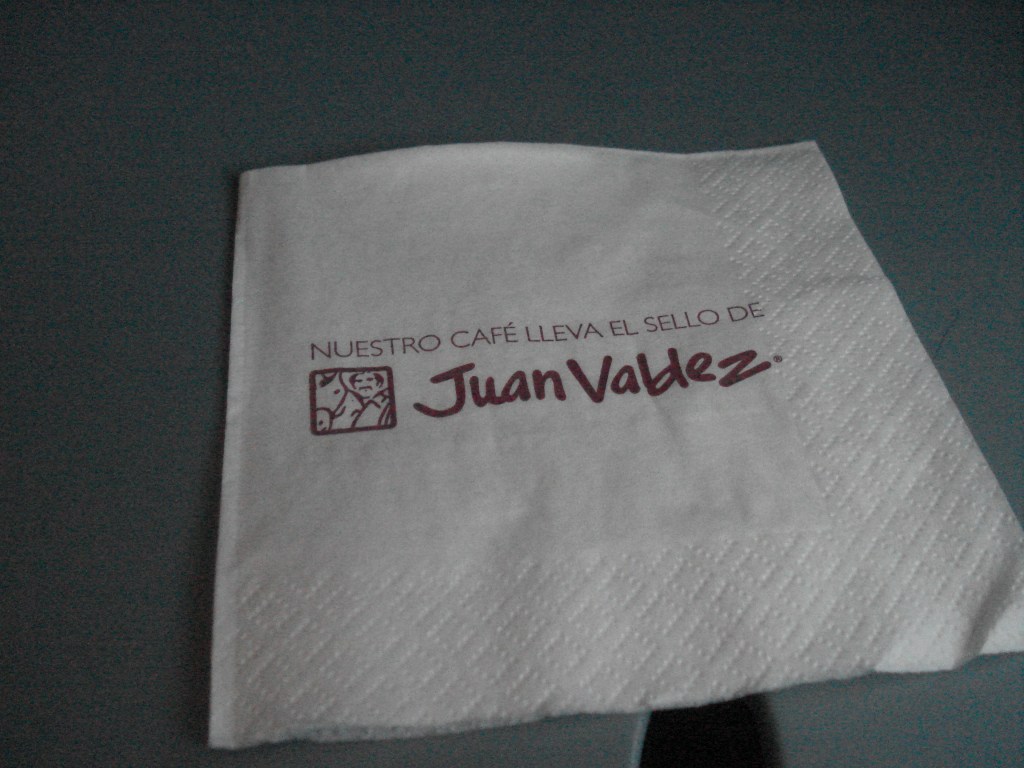 NUESTRO CAFÉ LLEVA EL SELLO DE
Juan Valdez®